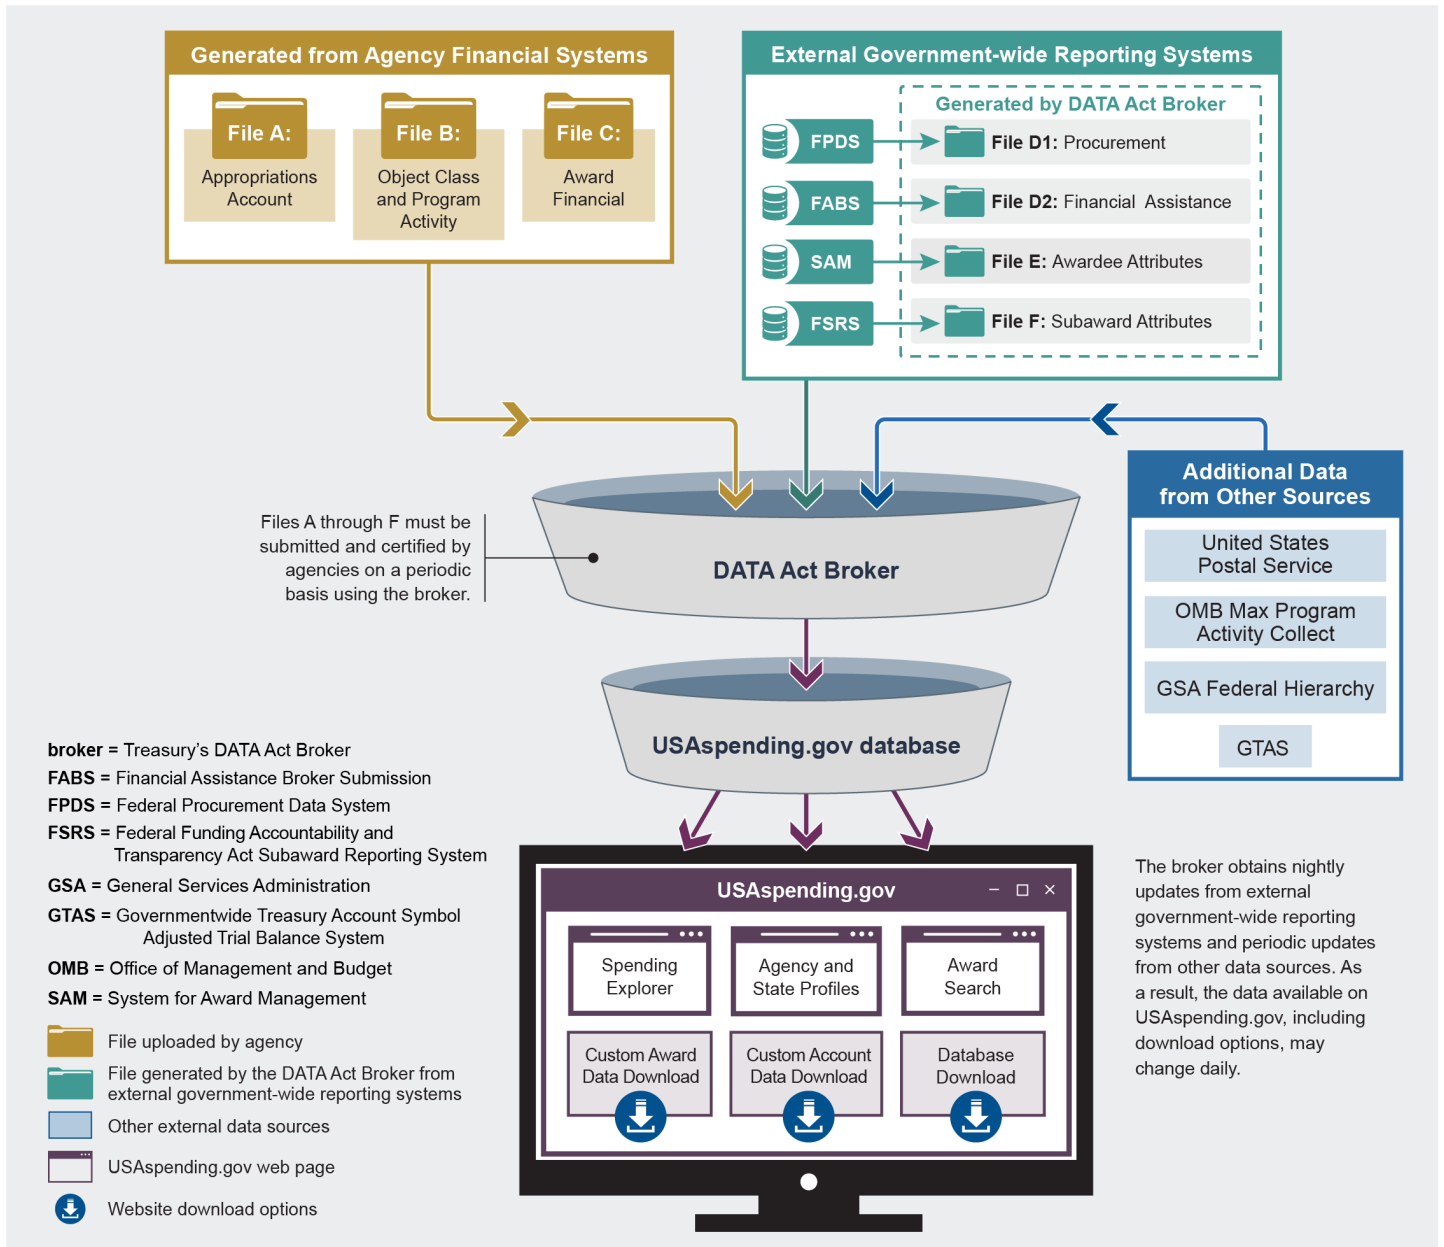 Generated from Agency Financial Systems
File A:
Appropriations
Account
File B:
Object Class
and Program
Activity
File C:
Award
Financial
External Government-wide Reporting Systems
Generated by DATA Act Broker
FPDS
File D1: Procurement
FABS
File D2: Financial Assistance
SAM
File E: Awardee Attributes
FSRS
File F: Subaward Attributes
Additional Data
from Other Sources
United States
Postal Service
OMB Max Program
Activity Collect
GSA Federal Hierarchy
GTAS
Files A through F must be
submitted and certified by
agencies on a periodic
basis using the broker.
DATA Act Broker
USAspending.gov database
broker = Treasury's DATA Act Broker
FABS = Financial Assistance Broker Submission
FPDS = Federal Procurement Data System
FSRS = Federal Funding Accountability and
Transparency Act Subaward Reporting System
GSA = General Services Administration
GTAS = Governmentwide Treasury Account Symbol
Adjusted Trial Balance System
OMB = Office of Management and Budget
SAM = System for Award Management
File uploaded by agency
File generated by the DATA Act Broker from
external government-wide reporting systems
Other external data sources
USAspending.gov web page
Website download options
USAspending.gov
Spending
Explorer
Agency and
State Profiles
Award
Search
Custom Award
Data Download
Custom Account
Data Download
Database
Download
The broker obtains nightly
updates from external
government-wide reporting
systems and periodic updates
from other data sources. As
a result, the data available on
USAspending.gov, including
download options, may
change daily.